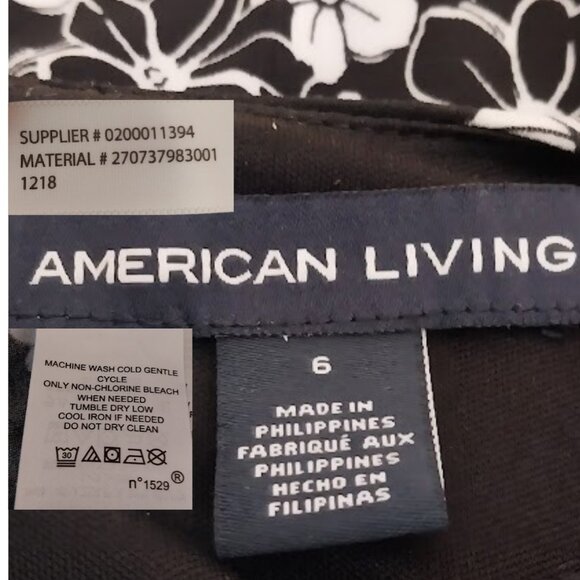 SUPPLIER # 0200011394
MATERIAL # 270737983001
1218
AMERICAN LIVING
MACHINE WASH COLD GENTLE
CYCLE
ONLY NON-CHLORINE BLEACH
WHEN NEEDED
TUMBLE DRY LOW
COOL IRON IF NEEDED
DO NOT DRY CLEAN
30
n°1529®
6
MADE IN
PHILIPPINES
FABRIQUÉ AUX
PHILIPPINES
HECHO EN
FILIPINAS